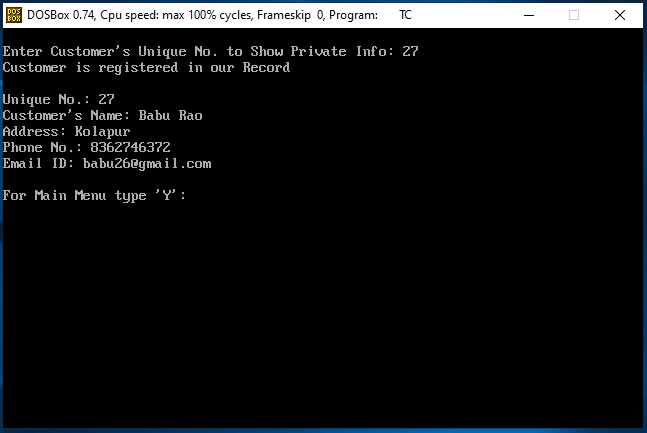 DOS
BOX
DOSBox 0.74, Cpu speed: max 100% cycles, Frameskip 0, Program: TC
Enter Customer's Unique No. to Show Private Info: 27
Customer is registered in our Record
Unique No.: 27
Customer's Name: Babu Rao
Address: Kolapur
Phone No.: 8362746372
Email ID: babu26@gmail.com
For Main Menu type 'Y':